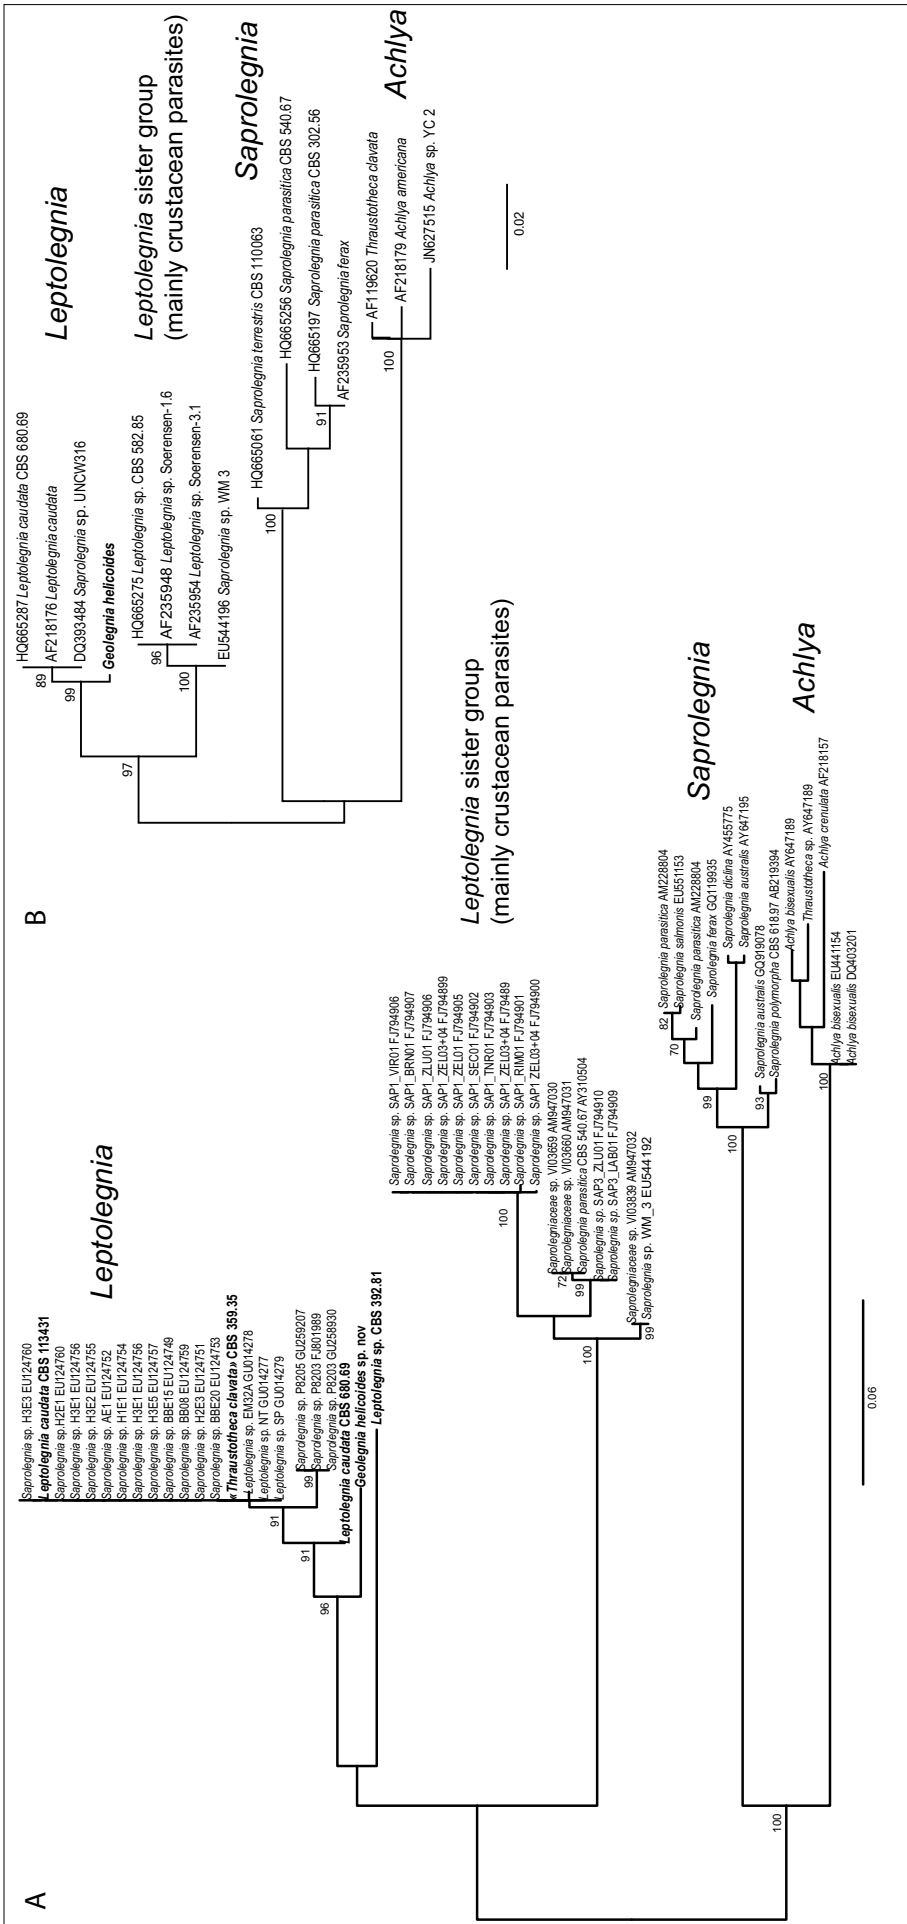 A
Saprolegnia sp. H3E3 EU124760
Leptolegnia caudata CBS 113431
Saprolegnia sp.H2E1 EU124760
Saprolegnia sp. H3E1 EU124756
Saprolegnia sp. H3E2 EU124755
Saprolegnia sp. AE1 EU124752
Saprolegnia sp. H1E1 EU124754
Saprolegnia sp. H3E1 EU124756
Saprolegnia sp. H3E5 EU124757
Saprolegnia sp. BBE15 EU124749
Saprolegnia sp. BB08 EU124759
Saprolegnia sp. H2E3 EU124751
Saprolegnia sp. BBE20 EU124753
«Thraustotheca clavata» CBS 359.35
Leptolegnia sp. EM32A GU014278
Leptolegnia sp. NT GU014277
Leptolegnia sp. SP GU014279
Saprolegnia sp. P8205 GU259207
Saprolegnia sp. P8203 FJ801989
Saprolegnia sp. P8203 GU258930
Leptolegnia caudata CBS 680.69
Geolegnia helicoides sp. nov
Leptolegnia sp. CBS 392.81
91
99
91
96
Leptolegnia
Saprolegnia sp. SAP1_VIR01 FJ794906
Saprolegnia sp. SAP1_BRN01 FJ794907
Saprolegnia sp. SAP1_ZLU01 FJ794906
Saprolegnia sp. SAP1_ZEL03+04 FJ794899
Saprolegnia sp. SAP1_ZEL01 FJ794905
Saprolegnia sp. SAP1_SEC01 FJ794902
Saprolegnia sp. SAP1_TNR01 FJ794903
Saprolegnia sp. SAP1_ZEL03+04 FJ79489
Saprolegnia sp. SAP1_RIM01 FJ794901
Saprolegnia sp. SAP1 ZEL03+04 FJ794900
Saprolegniaceae sp. VI03659 AM947030
Saprolegniaceae sp. VI03660 AM947031
Saprolegnia parasitica CBS 540.67 AY310504
Saprolegnia sp. SAP3_ZLU01 FJ794910
Saprolegnia sp. SAP3_LAB01 FJ794909
Saprolegniaceae sp. VI03839 AM947032
Saprolegnia sp. WM_3 EU544192
100
72
99
100
99
Leptolegnia sister group
(mainly crustacean parasites)
Saprolegnia parasitica AM228804
Saprolegnia salmonis EU551153
Saprolegnia parasitica AM228804
Saprolegnia ferax GQ119935
Saprolegnia diclina AY455775
Saprolegnia australis AY647195
Saprolegnia australis GQ919078
Saprolegnia polymorpha CBS 618.97 AB219394
82
70
99
93
100
Saprolegnia
Achlya bisexualis AY647189
Thraustotheca sp. AY647189
Achlya crenulata AF218157
Achlya bisexualis EU441154
Achlya bisexualis DQ403201
100
100
Achlya
0.06
B
HQ665287 Leptolegnia caudata CBS 680.69
AF218176 Leptolegnia caudata
DQ393484 Saprolegnia sp. UNCW316
Geolegnia helicoides
89
99
97
Leptolegnia
HQ665275 Leptolegnia sp. CBS 582.85
AF235948 Leptolegnia sp. Soerensen-1.6
AF235954 Leptolegnia sp. Soerensen-3.1
EU544196 Saprolegnia sp. WM 3
96
100
Leptolegnia sister group
(mainly crustacean parasites)
HQ665061 Saprolegnia terrestris CBS 110063
HQ665256 Saprolegnia parasitica CBS 540.67
HQ665197 Saprolegnia parasitica CBS 302.56
AF235953 Saprolegnia ferax
100
91
Saprolegnia
AF119620 Thraustotheca clavata
AF218179 Achlya americana
JN627515 Achlya sp. YC 2
100
Achlya
0.02